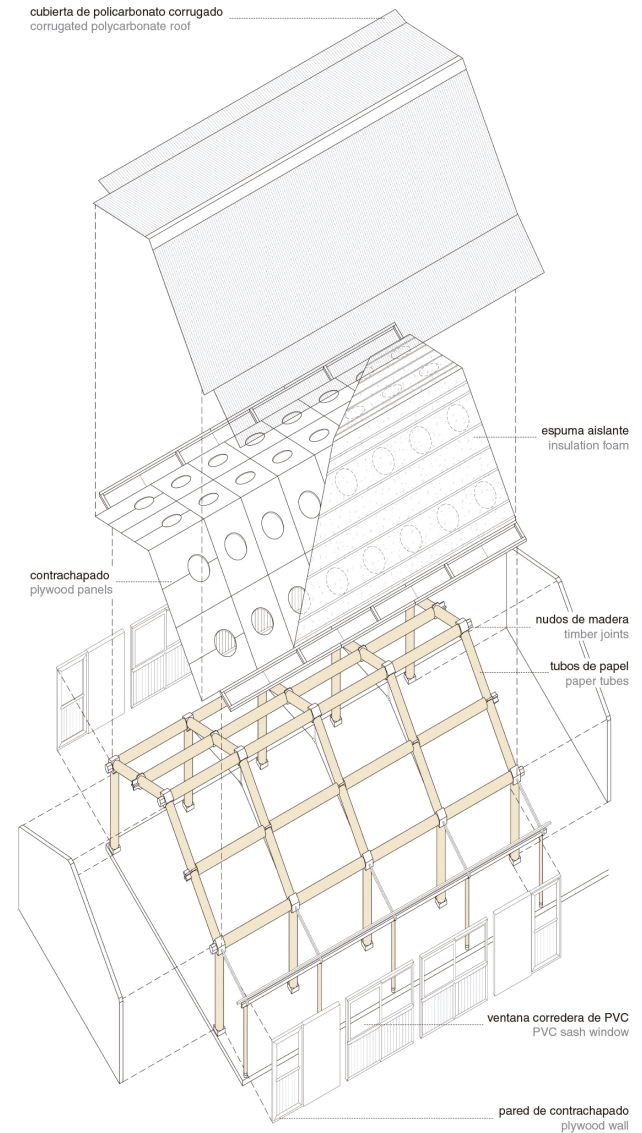 cubierta de policarbonato corrugado
corrugated polycarbonate roof
espuma aislante
insulation foam
contrachapado
plywood panels
nudos de madera
timber joints
tubos de papel
paper tubes
ventana corredera de PVC
PVC sash window
pared de contrachapado
plywood wall